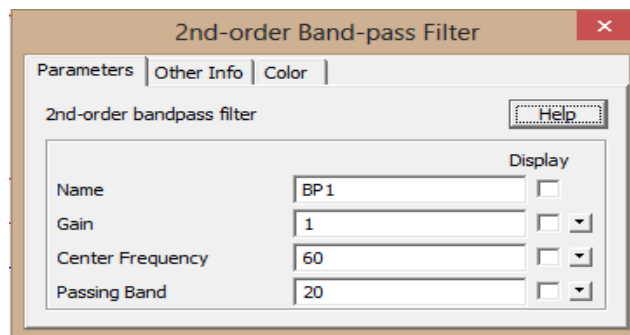 2nd-order Band-pass Filter
Parameters Other Info Color
2nd-order bandpass filter Help
Display
Name BP1
Gain 1
Center Frequency 60
Passing Band 20